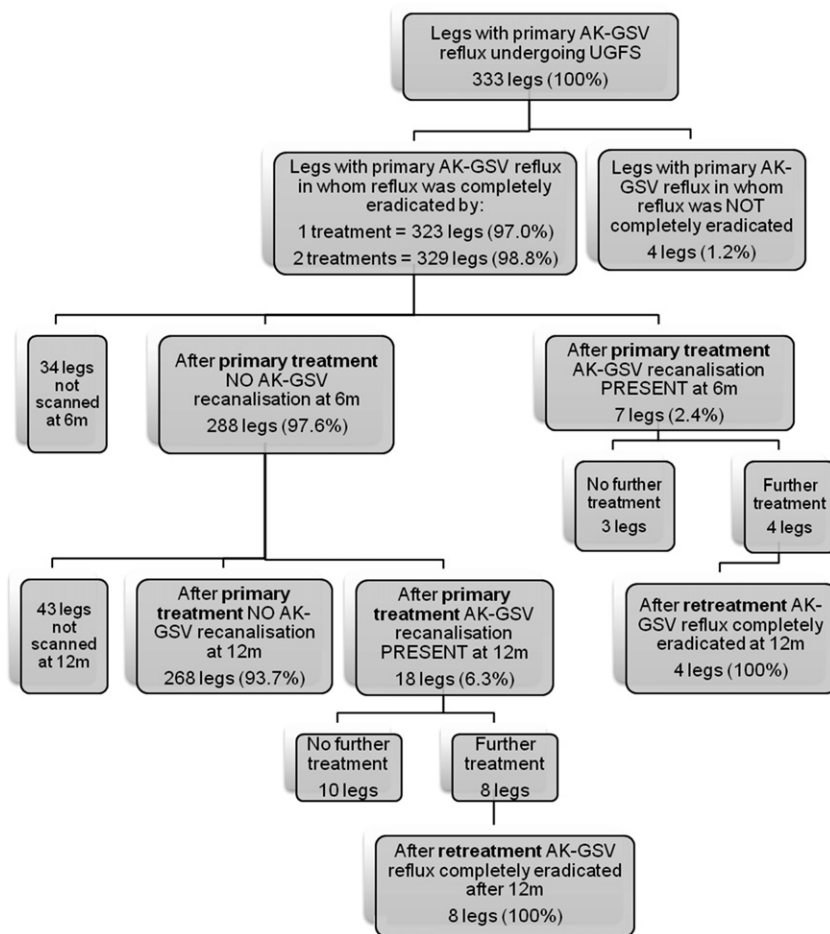 Legs with primary AK-GSV
reflux undergoing UGFS
333 legs (100%)
Legs with primary AK-GSV reflux
in whom reflux was completely
eradicated by:
1 treatment = 323 legs (97.0%)
2 treatments = 329 legs (98.8%)
Legs with primary AK-
GSV reflux in whom
reflux was NOT
completely eradicated
4 legs (1.2%)
34 legs
not
scanned
at 6m
After primary treatment
NO AK-GSV
recanalisation at 6m
288 legs (97.6%)
After primary treatment
AK-GSV recanalisation
PRESENT at 6m
7 legs (2.4%)
No further
treatment
3 legs
Further
treatment
4 legs
43 legs
not
scanned
at 12m
After primary
treatment NO AK-
GSV recanalisation
at 12m
268 legs (93.7%)
After primary
treatment AK-GSV
recanalisation
PRESENT at 12m
18 legs (6.3%)
After retreatment AK-
GSV reflux completely
eradicated at 12m
4 legs (100%)
No further
treatment
10 legs
Further
treatment
8 legs
After retreatment AK-GSV
reflux completely eradicated
after 12m
8 legs (100%)